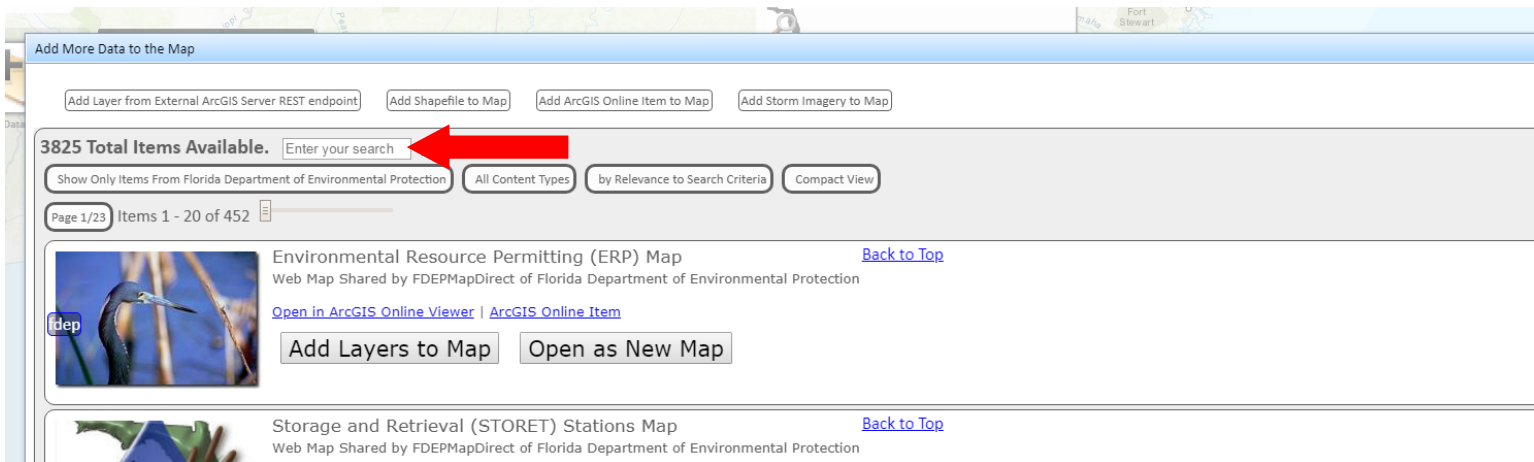 Fort
Stewart
Add More Data to the Map
Add Layer from External ArcGIS Server REST endpoint Add Shapefile to Map Add ArcGIS Online Item to Map Add Storm Imagery to Map
Data
3825 Total Items Available. Enter your search
Show Only Items From Florida Department of Environmental Protection All Content Types by Relevance to Search Criteria Compact View
Page 1/23 Items 1 - 20 of 452
Environmental Resource Permitting (ERP) Map Back to Top
Web Map Shared by FDEPMapDirect of Florida Department of Environmental Protection
Open in ArcGIS Online Viewer | ArcGIS Online Item
fdep
Add Layers to Map Open as New Map
Storage and Retrieval (STORET) Stations Map Back to Top
Web Map Shared by FDEPMapDirect of Florida Department of Environmental Protection